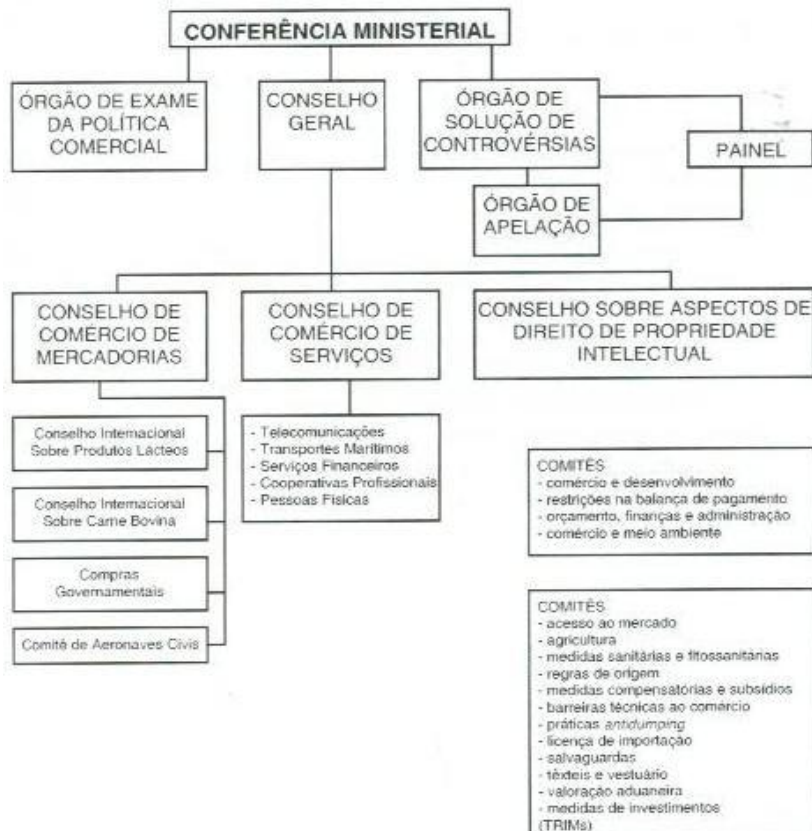 CONFERÊNCIA MINISTERIAL
ÓRGÃO DE EXAME
DA POLÍTICA
COMERCIAL
CONSELHO
GERAL
ÓRGÃO DE
SOLUÇÃO DE
CONTROVÉRSIAS
PAINEL
ÓRGÃO DE
APELAÇÃO
CONSELHO DE
COMÉRCIO DE
MERCADORIAS
CONSELHO DE
COMÉRCIO DE
SERVIÇOS
CONSELHO SOBRE ASPECTOS DE
DIREITO DE PROPRIEDADE
INTELECTUAL
Conselho Internacional
Sobre Produtos Lácteos
Conselho Internacional
Sobre Carne Bovina
Compras
Governamentais
Comitê de Aeronaves Civis
- Telecomunicações
- Transportes Marítimos
- Serviços Financeiros
- Cooperativas Profissionais
- Pessoas Físicas
COMITÊS
- comércio e desenvolvimento
- restrições na balança de pagamento
- orçamento, finanças e administração
- comércio e meio ambiente
COMITÊS
- acesso ao mercado
- agricultura
- medidas sanitárias e fitossanitárias
- regras de origem
- medidas compensatórias e subsídios
- barreiras técnicas ao comércio
- práticas antidumping
- licença de importação
- salvaguardas
- têxteis e vestuário
- valoração aduaneira
- medidas de investimentos
(TRIMs)